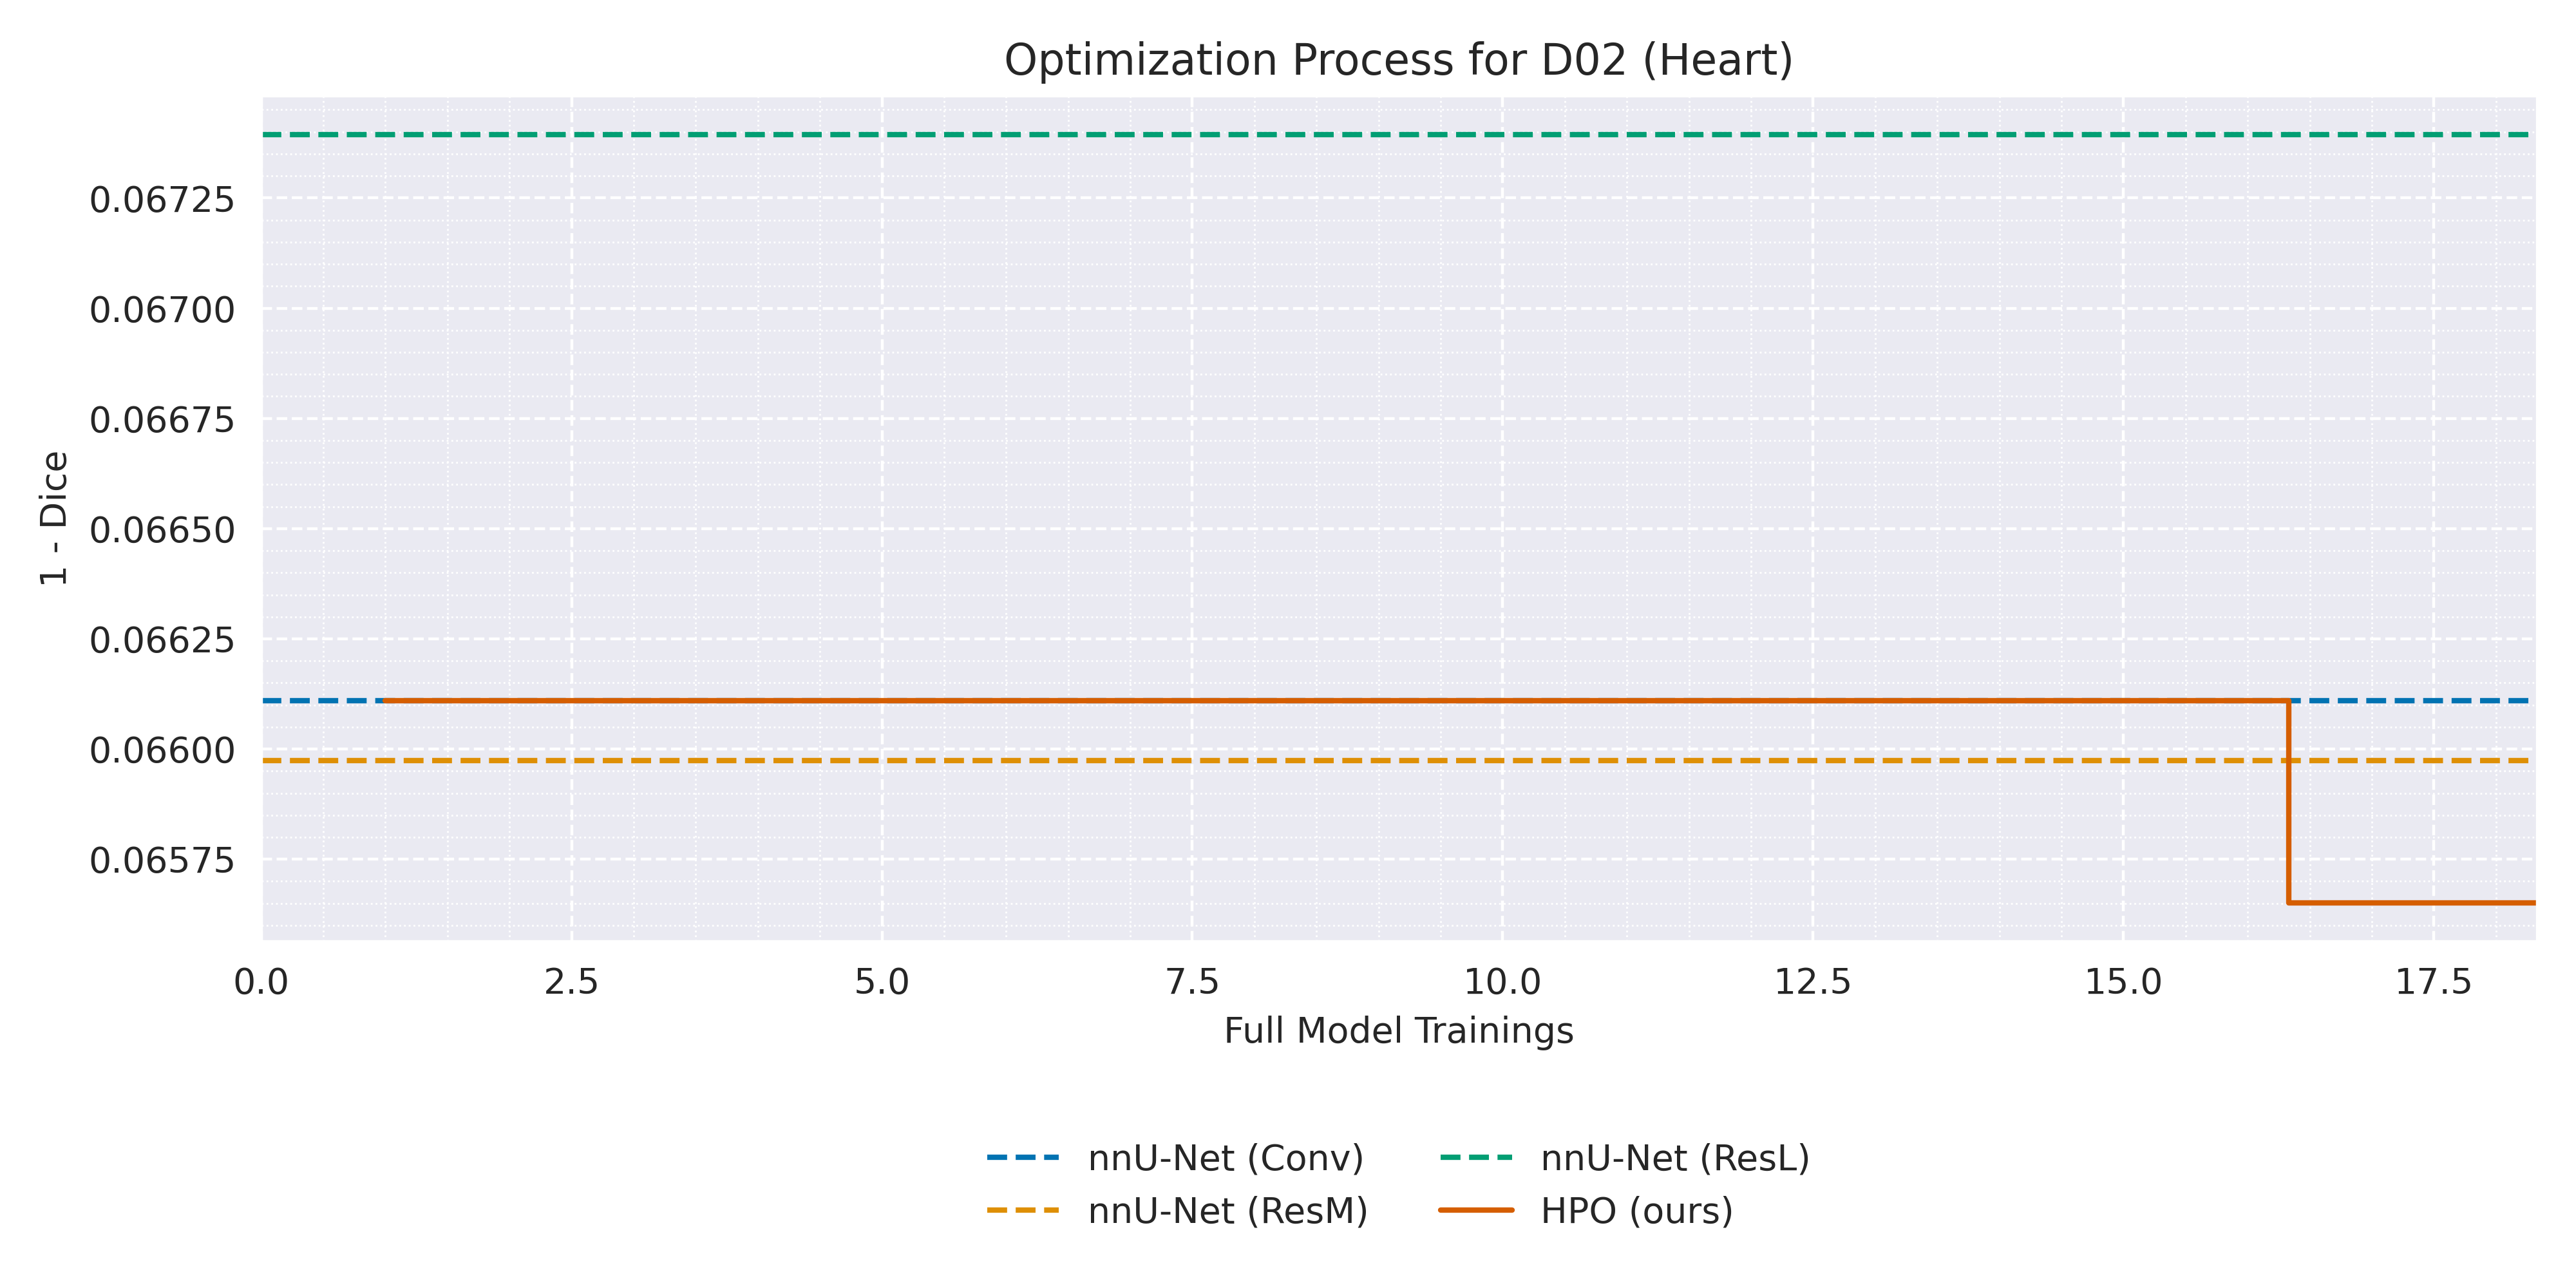 Optimization Process for D02 (Heart)
1 - Dice
0.06725
0.06700
0.06675
0.06650
0.06625
0.06600
0.06575
0.0 2.5 5.0 7.5 10.0 12.5 15.0 17.5
Full Model Trainings
nnU-Net (Conv)
nnU-Net (ResM)
nnU-Net (ResL)
HPO (ours)